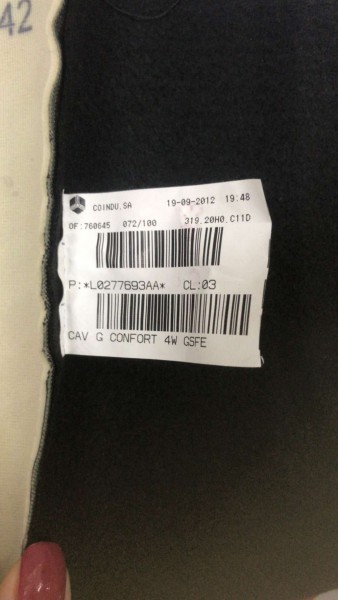 42
COINDU,SA 19-09-2012 19:48
OF:760645 072/100 3T9,20H0,C11D
P:*L0277693AA* CL:03
CAV G CONFORT 4W GSFE